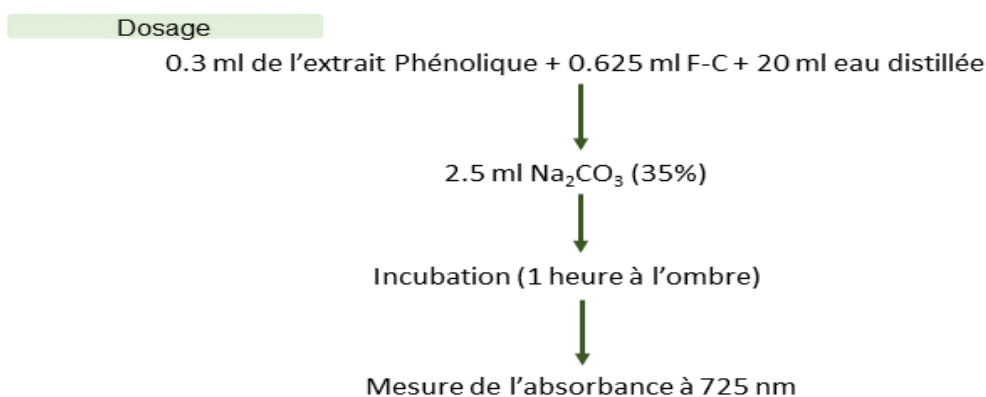 Dosage
0.3 ml de l’extrait Phénolique + 0.625 ml F-C + 20 ml eau distillée
2.5 ml Na₂CO₃ (35%)
Incubation (1 heure à l’ombre)
Mesure de l’absorbance à 725 nm